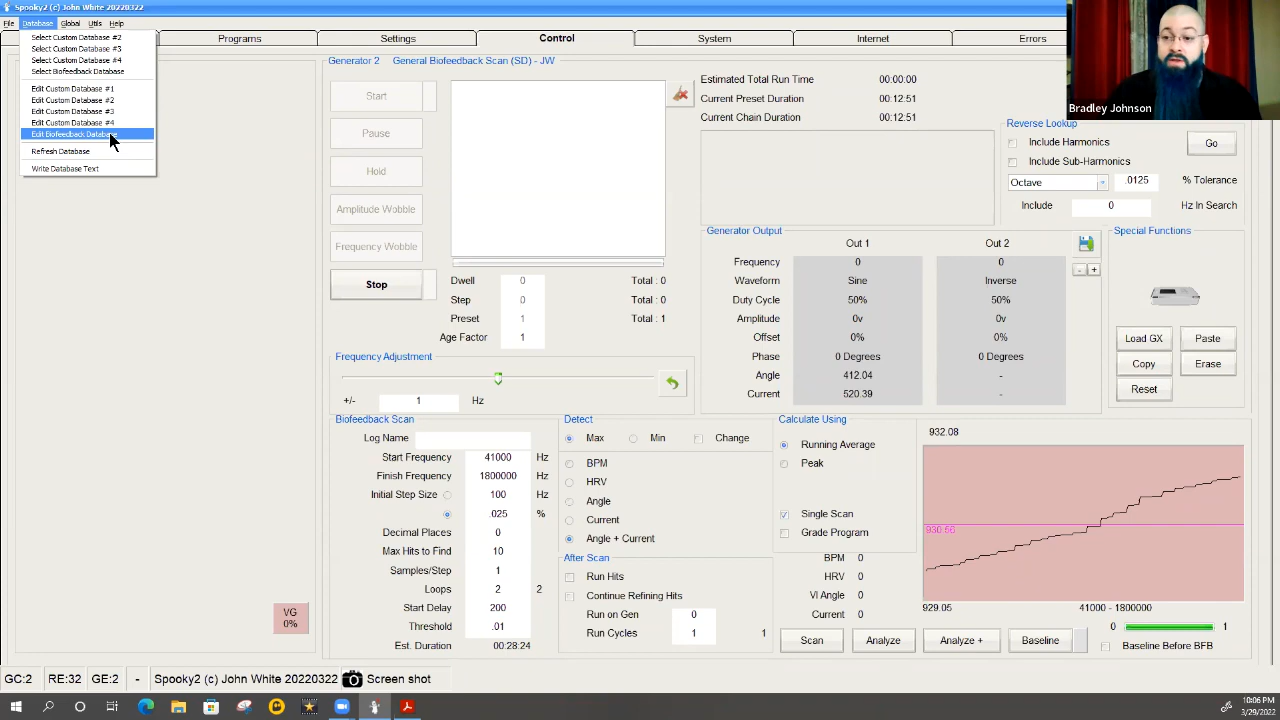 Spooky2 (c) John White 20220322
File Database Global Utils Help
Select Custom Database #2
Select Custom Database #3
Select Custom Database #4
Select Biofeedback Database
Edit Custom Database #1
Edit Custom Database #2
Edit Custom Database #3
Edit Custom Database #4
Edit Biofeedback Database
Refresh Database
Write Database Text
Programs Settings Control System Internet Errors
Bradley Johnson
Generator 2 General Biofeedback Scan (SD) - JW
Start
Pause
Hold
Amplitude Wobble
Frequency Wobble
Stop
Dwell 0 Total : 0
Step 0 Total : 0
Preset 1 Total : 1
Age Factor 1
Estimated Total Run Time 00:00.00
Current Preset Duration 00:12:51
Current Chain Duration 00:12:51
Reverse Lookup
Include Harmonics Go
Include Sub-Harmonics
Octave .0125 % Tolerance
Include 0 Hz In Search
Generator Output
Out 1 Out 2
Frequency 0 0
Waveform Sine Inverse
Duty Cycle 50% 50%
Amplitude 0v 0v
Offset 0% 0%
Phase 0 Degrees 0 Degrees
Angle 412.04 -
Current 520.39 -
- +
Special Functions
Load GX Paste
Copy Erase
Reset
Frequency Adjustment
+/- 1 Hz
Biofeedback Scan
Log Name
Start Frequency 41000 Hz
Finish Frequency 1800000 Hz
Initial Step Size 100 Hz
.025 %
Decimal Places 0
Max Hits to Find 10
Samples/Step 1
Loops 2 2
Start Delay 200
Threshold .01
Est. Duration 00:28:24
Detect
Max Min Change
BPM
HRV
Angle
Current
Angle + Current
After Scan
Run Hits
Continue Refining Hits
Run on Gen 0
Run Cycles 1 1
Calculate Using
Running Average
Peak
Single Scan
Grade Program
BPM 0
HRV 0
VI Angle 0
Current 0
932.08
930.56
929.05 41000 - 1800000
0 1
Scan Analyze Analyze + Baseline
Baseline Before BFB
VG
0%
GC:2 RE:32 GE:2 - Spooky2 (c) John White 20220322 Screen shot
10:06 PM
3/29/2022